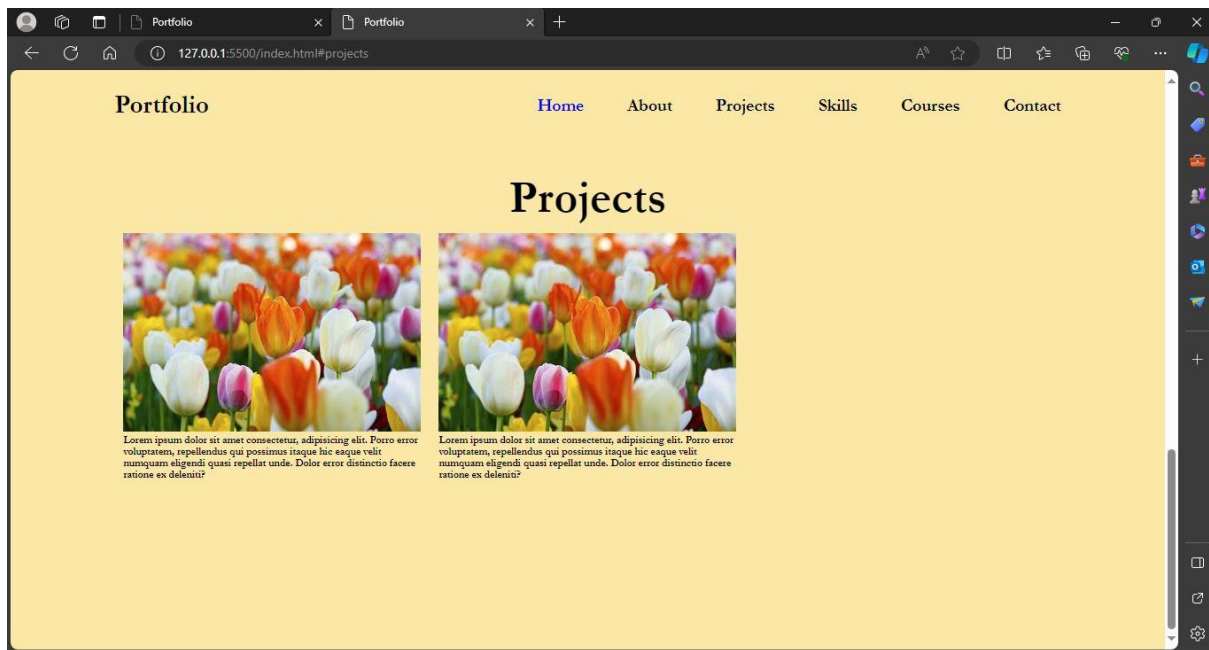 Portfolio
Portfolio
127.0.0.1:5500/index.html#projects
Portfolio
Home About Projects Skills Courses Contact
Projects
Lorem ipsum dolor sit amet consectetur, adipisicing elit. Porro error
voluptatem, repellendus qui possimus itaque hic eaque velit
numquam eligendi quasi repellat unde. Dolor error distinctio facere
ratione ex deleniti?
Lorem ipsum dolor sit amet consectetur, adipisicing elit. Porro error
voluptatem, repellendus qui possimus itaque hic eaque velit
numquam eligendi quasi repellat unde. Dolor error distinctio facere
ratione ex deleniti?